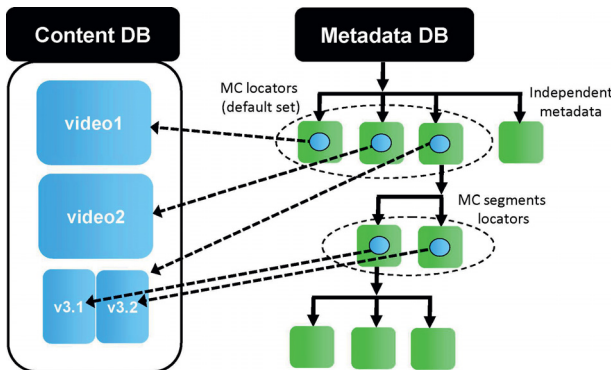 Content DB
Metadata DB
MC locators
(default set)
Independent
metadata
video1
video2
MC segments
locators
v3.1
v3.2